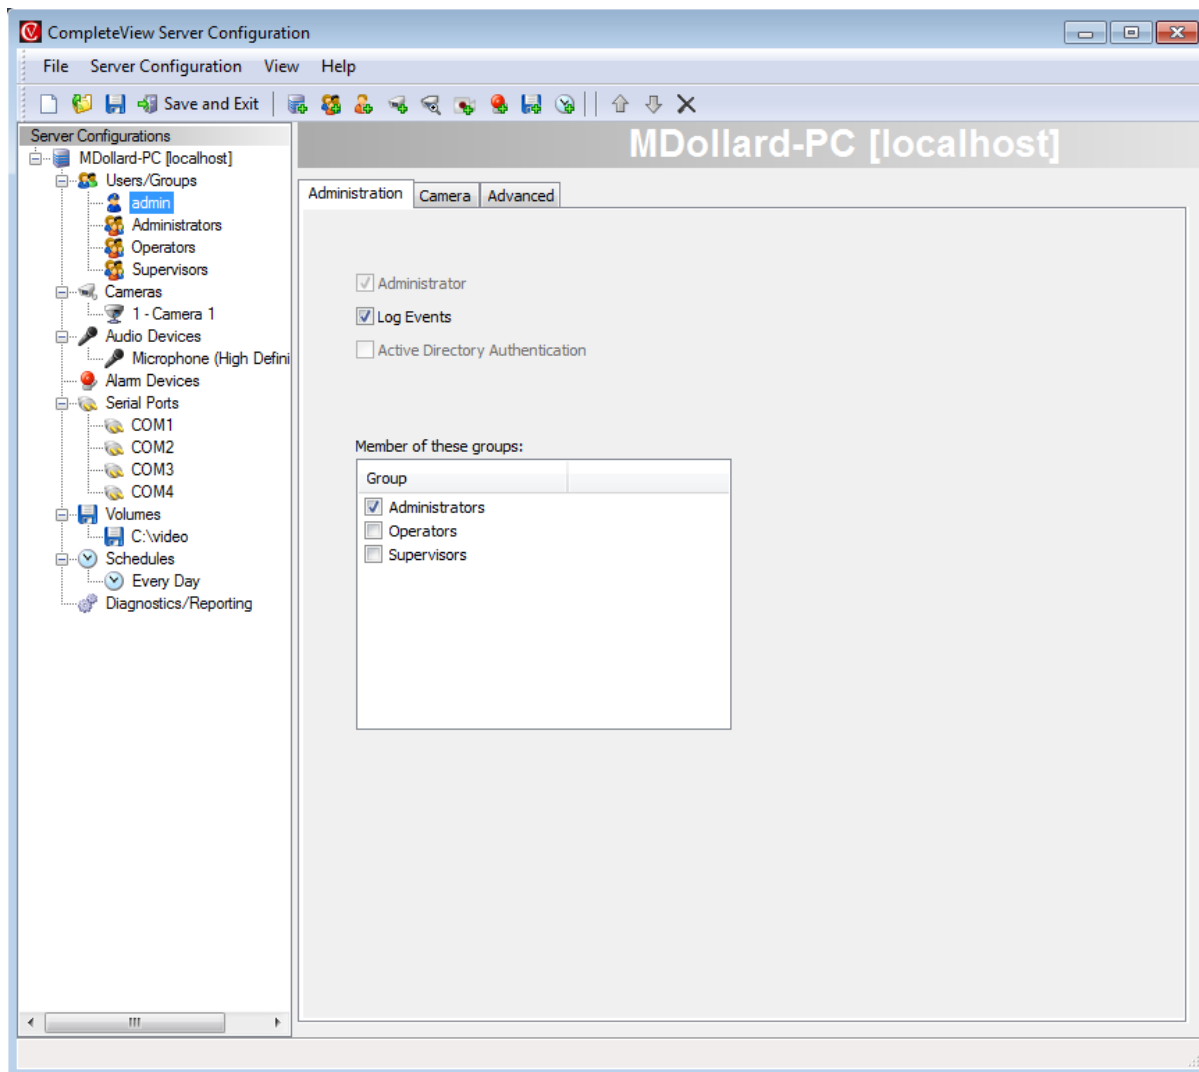 CompleteView Server Configuration
File Server Configuration View Help
Save and Exit
Server Configurations
MDollard-PC [localhost]
Users/Groups
admin
Administrators
Operators
Supervisors
Cameras
1 - Camera 1
Audio Devices
Microphone (High Defini
Alarm Devices
Serial Ports
COM1
COM2
COM3
COM4
Volumes
C:\video
Schedules
Every Day
Diagnostics/Reporting
MDollard-PC [localhost]
Administration Camera Advanced
Administrator
Log Events
Active Directory Authentication
Member of these groups:
Group
Administrators
Operators
Supervisors